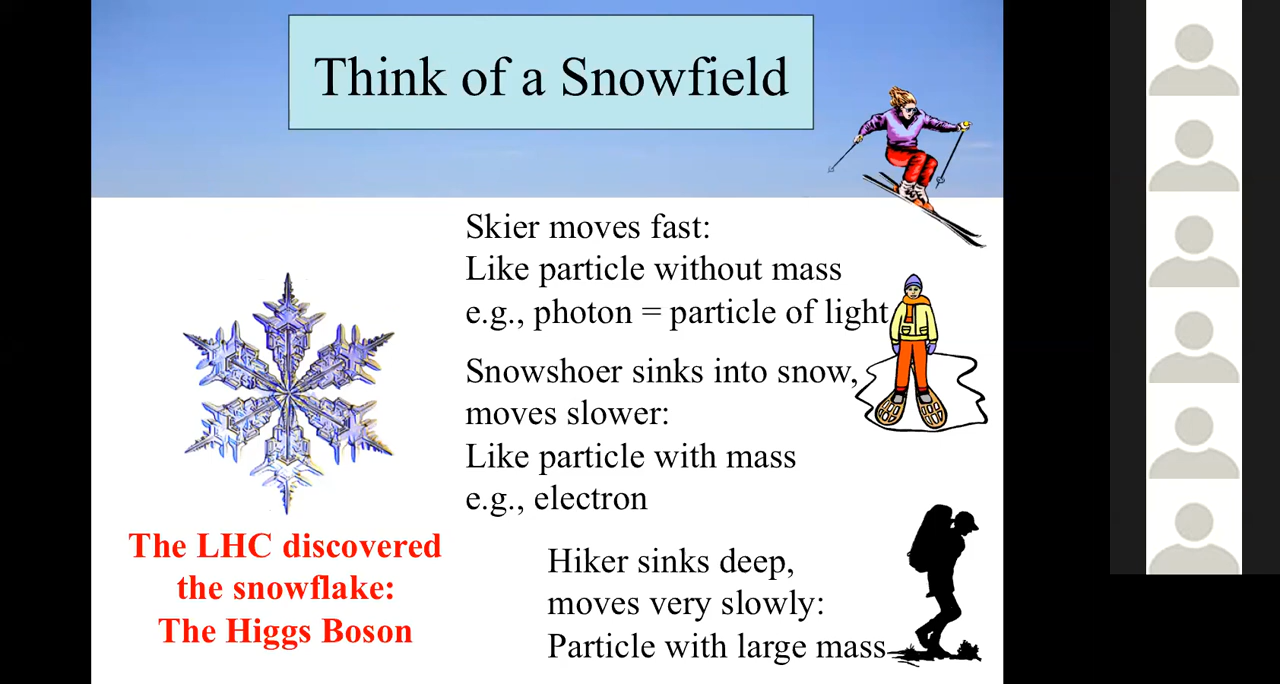 Think of a Snowfield
Skier moves fast:
Like particle without mass
e.g., photon = particle of light
Snowshoer sinks into snow,
moves slower:
Like particle with mass
e.g., electron
The LHC discovered
the snowflake:
The Higgs Boson
Hiker sinks deep,
moves very slowly:
Particle with large mass